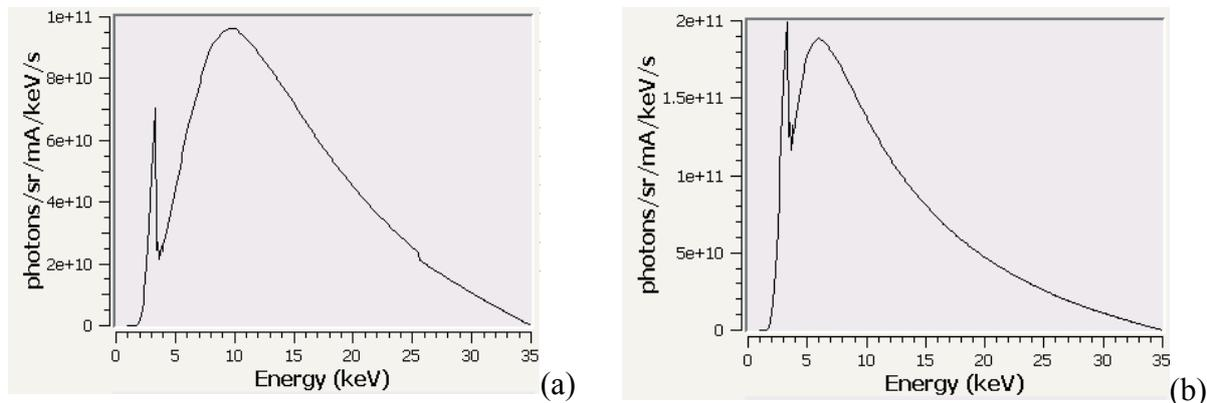 photons/sr/mA/keV/s
1e+11
8e+10
6e+10
4e+10
2e+10
0
0 5 10 15 20 25 30 35
Energy (keV)
(a)
photons/sr/mA/keV/s
2e+11
1.5e+11
1e+11
5e+10
0
0 5 10 15 20 25 30 35
Energy (keV)
(b)